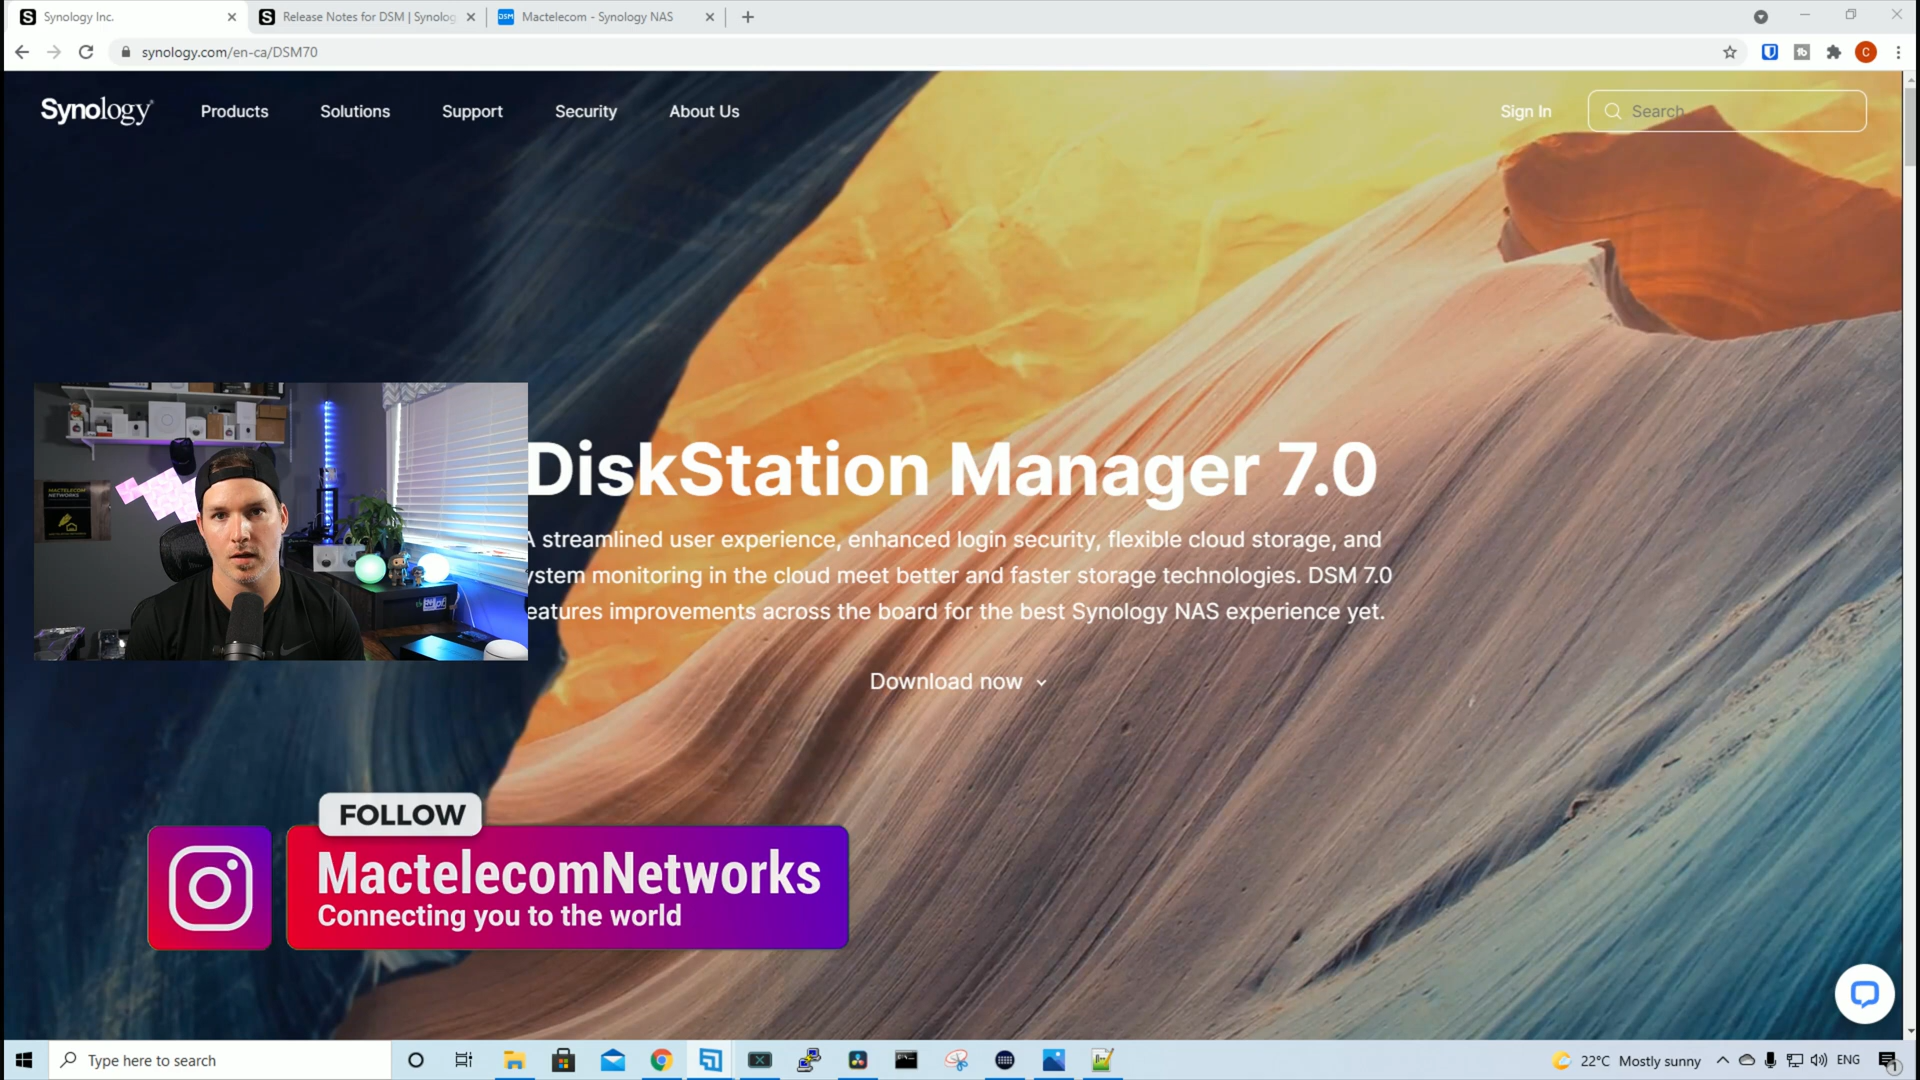 Synology Inc.
Release Notes for DSM | Synolog
DSM
Mactelecom - Synology NAS
synology.com/en-ca/DSM70
C
Synology
Products
Solutions
Support
Security
About Us
Sign In
Search
DiskStation Manager 7.0
A streamlined user experience, enhanced login security, flexible cloud storage, and
ystem monitoring in the cloud meet better and faster storage technologies. DSM 7.0
eatures improvements across the board for the best Synology NAS experience yet.
Download now
MACTELECOM
NETWORKS
FOLLOW
MactelecomNetworks
Connecting you to the world
Type here to search
22°C Mostly sunny
ENG
1